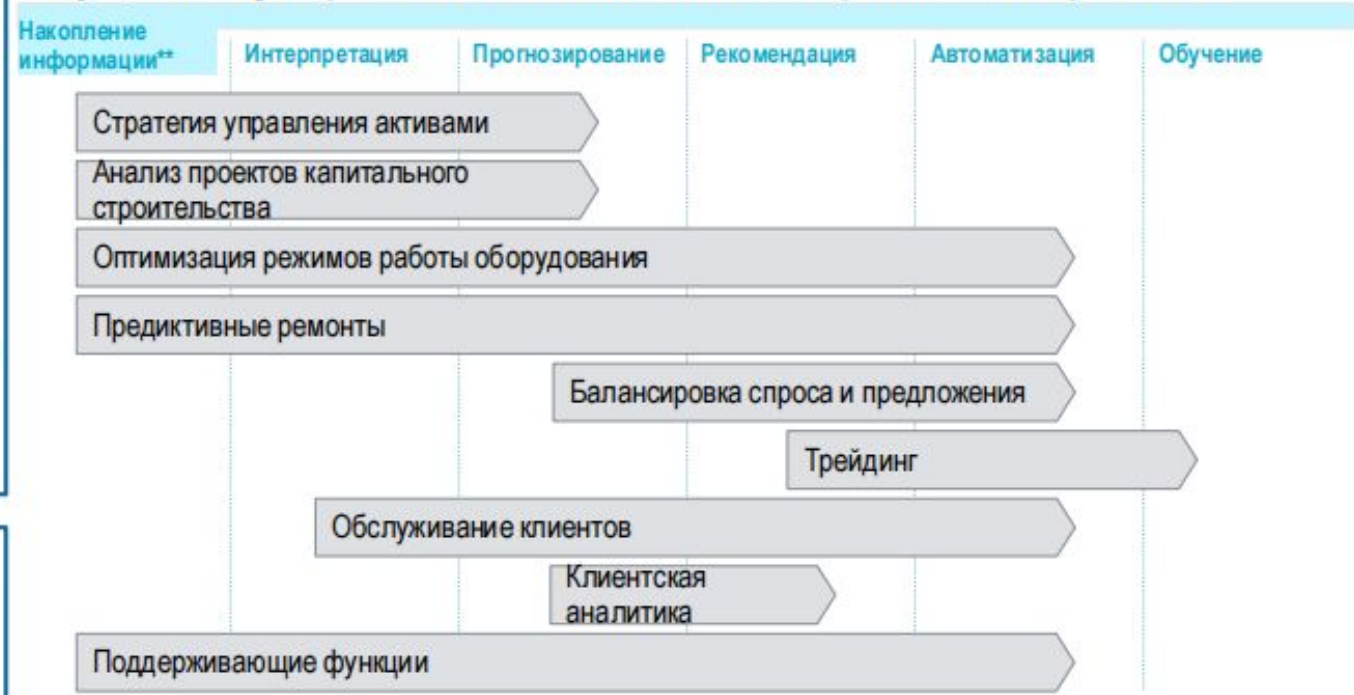 Накопление
информации**
Интерпретация
Прогнозирование
Рекомендация
Автоматизация
Обучение
Стратегия управления активами
Анализ проектов капитального
строительства
Оптимизация режимов работы оборудования
Предиктивные ремонты
Балансировка спроса и предложения
Трейдинг
Обслуживание клиентов
Клиентская
аналитика
Поддерживающие функции